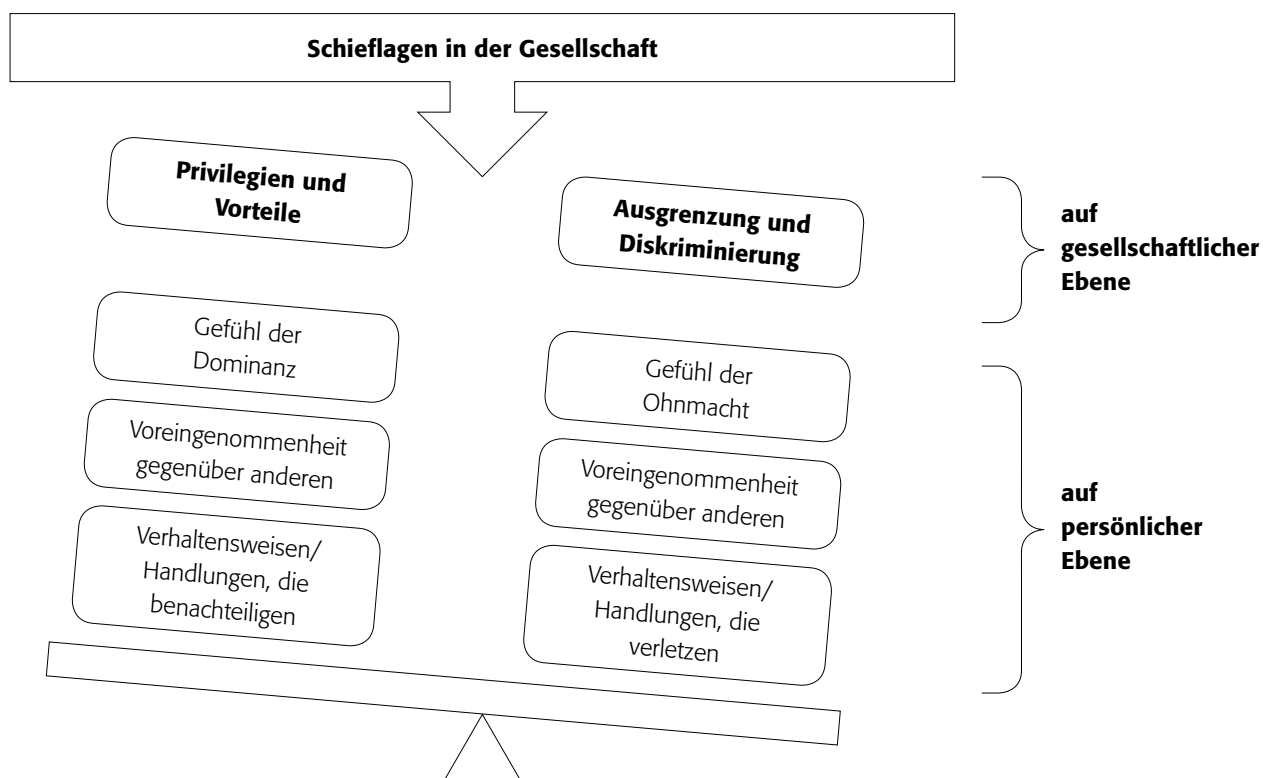 Schieflagen in der Gesellschaft
Privilegien und
Vorteile
Ausgrenzung und
Diskriminierung
auf
gesellschaftlicher
Ebene
Gefühl der
Dominanz
Voreingenommenheit
gegenüber anderen
Verhaltensweisen/
Handlungen, die
benachteiligen
Gefühl der
Ohnmacht
Voreingenommenheit
gegenüber anderen
Verhaltensweisen/
Handlungen, die
verletzen
auf
persönlicher
Ebene